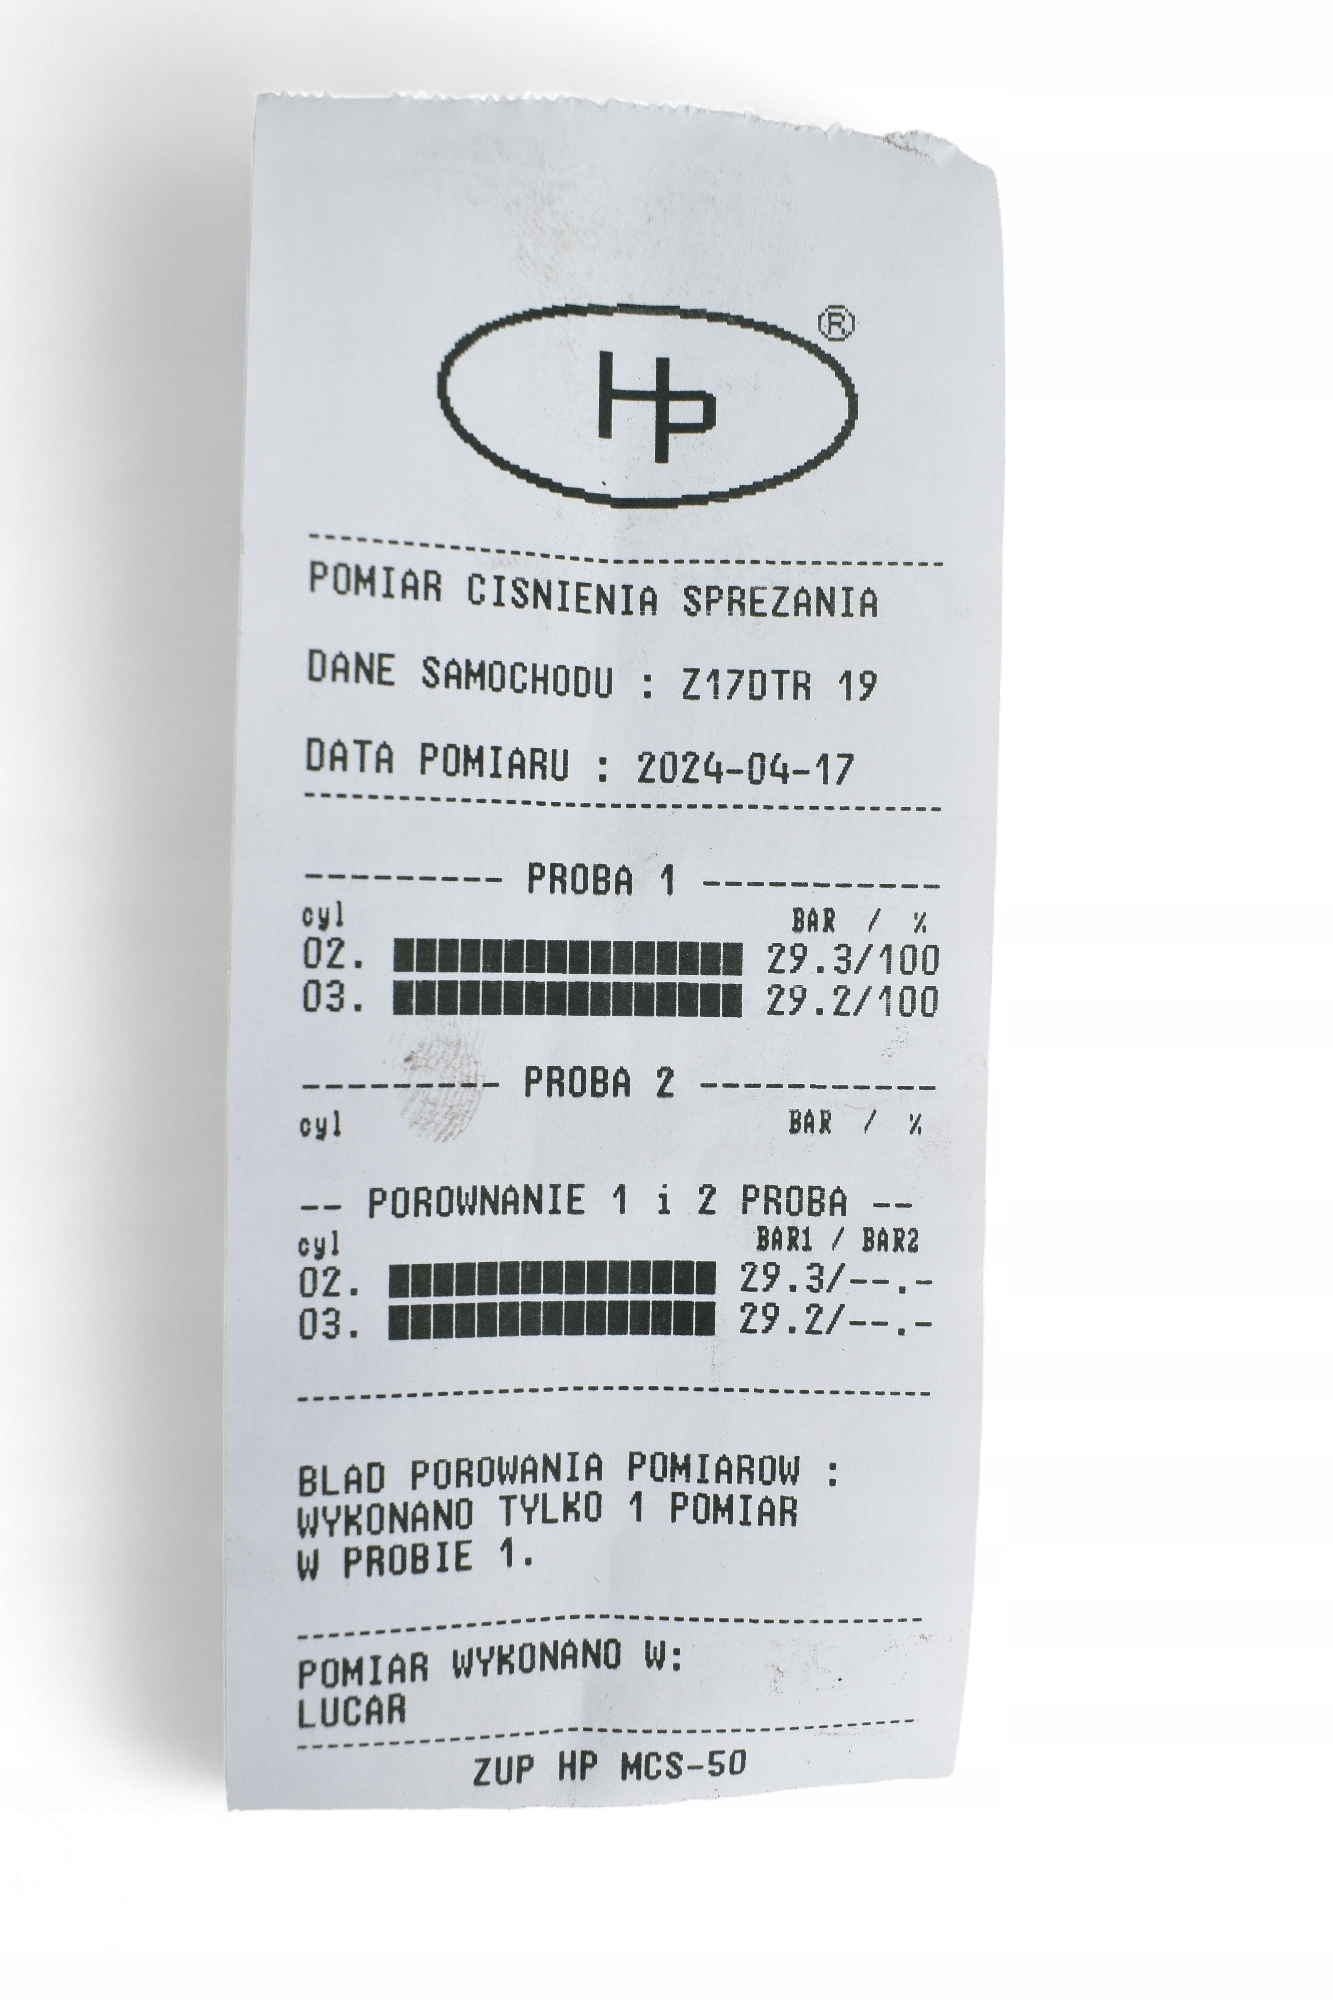 HP ®
--------------------------------
POMIAR CISNIENIA SPREZANIA
DANE SAMOCHODU : Z17DTR 19
DATA POMIARU : 2024-04-17
--------------------------------
--------- PROBA 1 -----------
cyl BAR / %
02. 29.3/100
03. 29.2/100
--------- PROBA 2 -----------
cyl BAR / %
-- POROWNANIE 1 i 2 PROBA --
cyl BAR1 / BAR2
02. 29.3/--.-
03. 29.2/--.-
--------------------------------
BLAD POROWANIA POMIAROW :
WYKONANO TYLKO 1 POMIAR
W PROBIE 1.
--------------------------------
POMIAR WYKONANO W:
LUCAR
--------------------------------
ZUP HP MCS-50